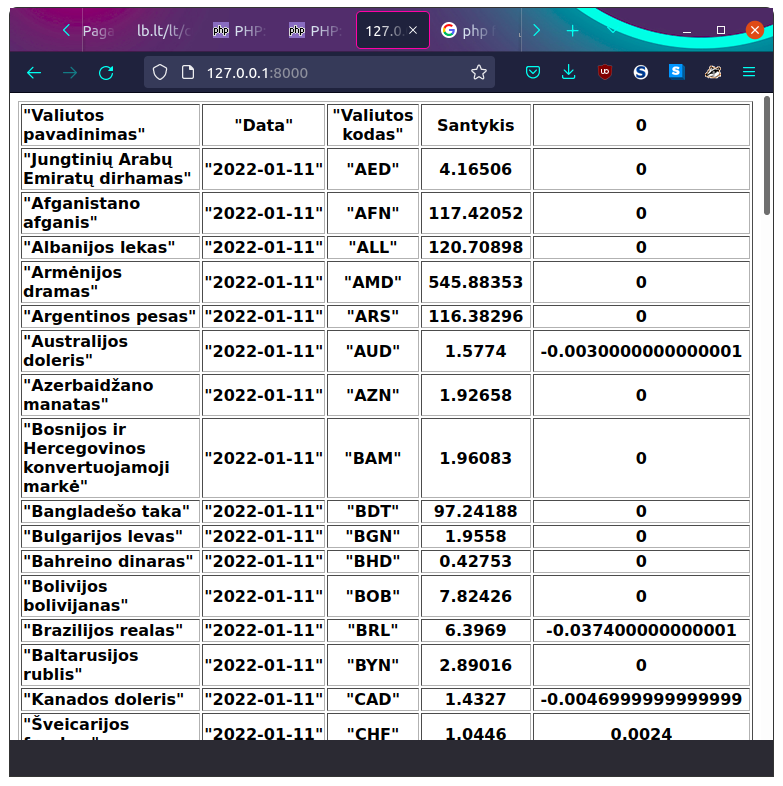 Paga lb.lt/lt/c php PHP: php PHP: 127.0. php
127.0.0.1:8000
"Valiutos pavadinimas" "Data" "Valiutos kodas" Santykis 0
"Jungtinių Arabų Emiratų dirhamas" "2022-01-11" "AED" 4.16506 0
"Afganistano afganis" "2022-01-11" "AFN" 117.42052 0
"Albanijos lekas" "2022-01-11" "ALL" 120.70898 0
"Armėnijos dramas" "2022-01-11" "AMD" 545.88353 0
"Argentinos pesas" "2022-01-11" "ARS" 116.38296 0
"Australijos doleris" "2022-01-11" "AUD" 1.5774 -0.0030000000000001
"Azerbaidžano manatas" "2022-01-11" "AZN" 1.92658 0
"Bosnijos ir Hercegovinos konvertuojamoji markė" "2022-01-11" "BAM" 1.96083 0
"Bangladešo taka" "2022-01-11" "BDT" 97.24188 0
"Bulgarijos levas" "2022-01-11" "BGN" 1.9558 0
"Bahreino dinaras" "2022-01-11" "BHD" 0.42753 0
"Bolivijos bolivijanas" "2022-01-11" "BOB" 7.82426 0
"Brazilijos realas" "2022-01-11" "BRL" 6.3969 -0.037400000000001
"Baltarusijos rublis" "2022-01-11" "BYN" 2.89016 0
"Kanados doleris" "2022-01-11" "CAD" 1.4327 -0.0046999999999999
"Šveicarijos "2022-01-11" "CHF" 1.0446 0.0024